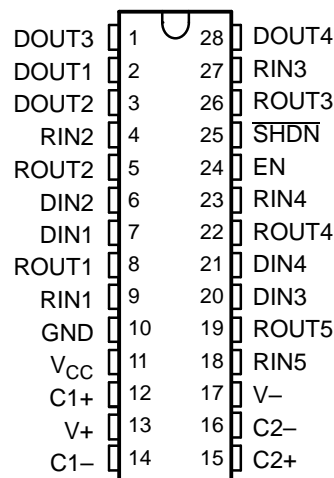 DOUT3 1 28 DOUT4
DOUT1 2 27 RIN3
DOUT2 3 26 ROUT3
RIN2 4 25 SHDN
ROUT2 5 24 EN
DIN2 6 23 RIN4
DIN1 7 22 ROUT4
ROUT1 8 21 DIN4
RIN1 9 20 DIN3
GND 10 19 ROUT5
VCC 11 18 RIN5
C1+ 12 17 V−
V+ 13 16 C2−
C1− 14 15 C2+